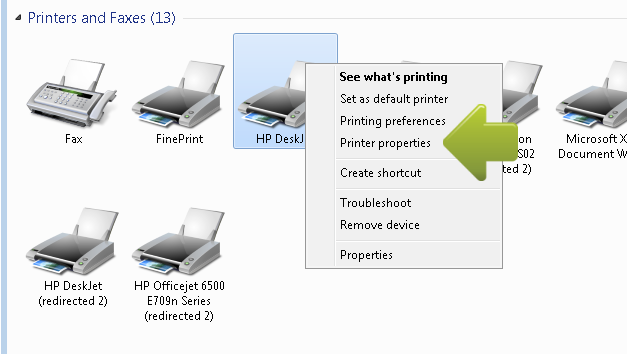 Printers and Faxes (13)
Fax
FinePrint
HP DeskJ
See what's printing
Set as default printer
Printing preferences
Printer properties
Create shortcut
Troubleshoot
Remove device
Properties
on
S02
ted 2)
Microsoft X
Document W
HP DeskJet
(redirected 2)
HP Officejet 6500
E709n Series
(redirected 2)